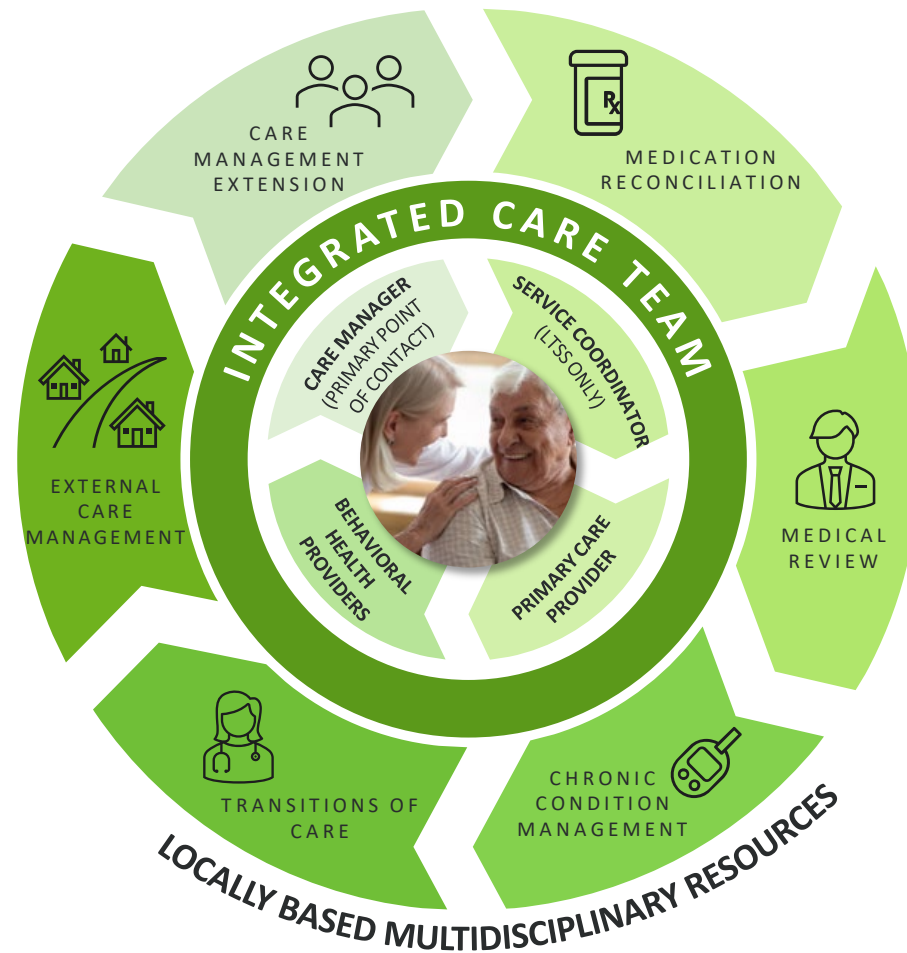 CARE
MANAGEMENT
EXTENSION
Rx
MEDICATION
RECONCILIATION
INTEGRATED CARE TEAM
CARE MANAGER
(PRIMARY POINT
OF CONTACT)
SERVICE COORDINATOR
(LTSS ONLY)
EXTERNAL
CARE
MANAGEMENT
MEDICAL
REVIEW
BEHAVIORAL
HEALTH
PROVIDERS
PRIMARY CARE
PROVIDER
TRANSITIONS OF
CARE
CHRONIC
CONDITION
MANAGEMENT
LOCALLY BASED MULTIDISCIPLINARY RESOURCES